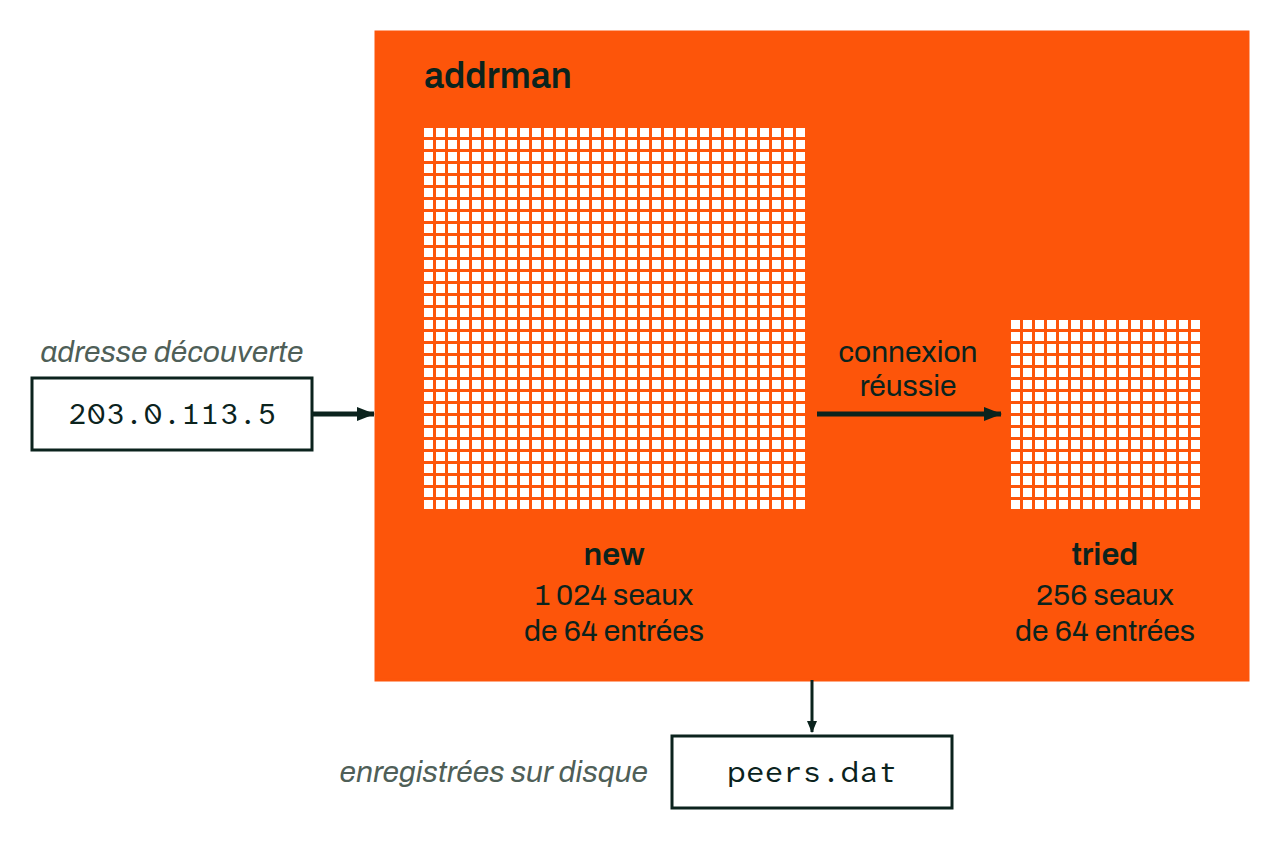 addrman
adresse découverte
203.0.113.5
connexion
réussie
new
1 024 seaux
de 64 entrées
tried
256 seaux
de 64 entrées
enregistrées sur disque
peers.dat